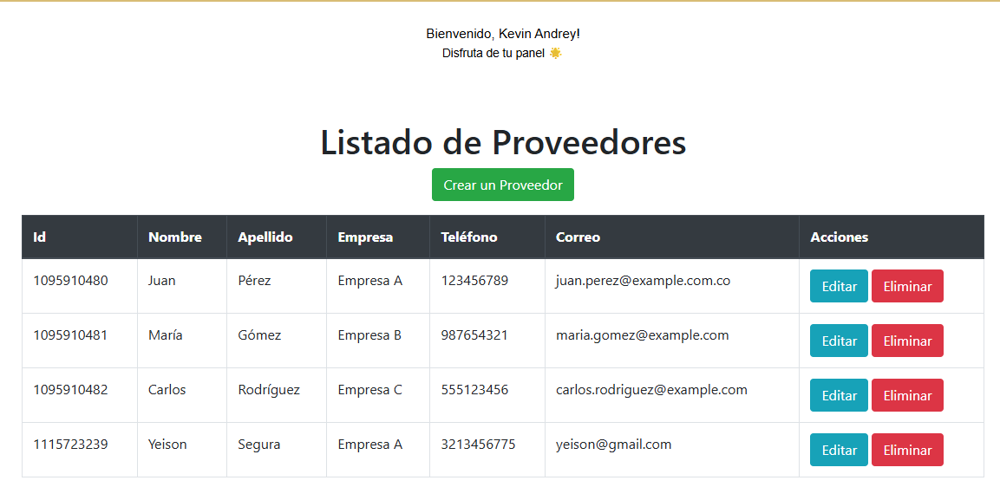 Bienvenido, Kevin Andrey!
Disfruta de tu panel 🌟
Listado de Proveedores
Crear un Proveedor
Id Nombre Apellido Empresa Teléfono Correo Acciones
1095910480 Juan Pérez Empresa A 123456789 juan.perez@example.com.co Editar Eliminar
1095910481 María Gómez Empresa B 987654321 maria.gomez@example.com Editar Eliminar
1095910482 Carlos Rodríguez Empresa C 555123456 carlos.rodriguez@example.com Editar Eliminar
1115723239 Yeison Segura Empresa A 3213456775 yeison@gmail.com Editar Eliminar